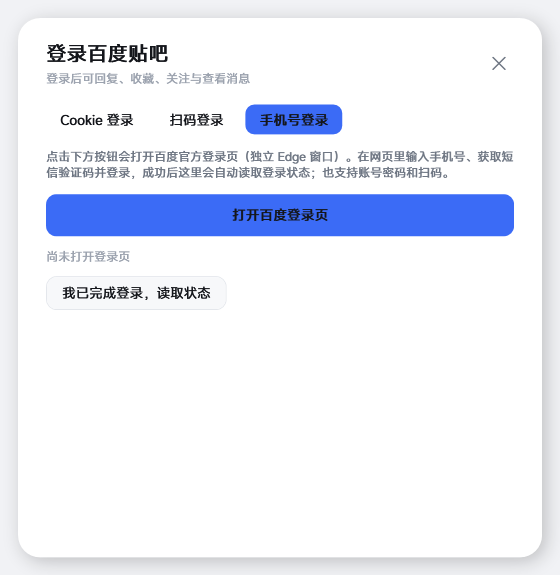 登录百度贴吧
登录后可回复、收藏、关注与查看消息
Cookie 登录 扫码登录 手机号登录
点击下方按钮会打开百度官方登录页（独立 Edge 窗口）。在网页里输入手机号、获取短
信验证码并登录，成功后这里会自动读取登录状态；也支持账号密码和扫码。
打开百度登录页
尚未打开登录页
我已完成登录，读取状态